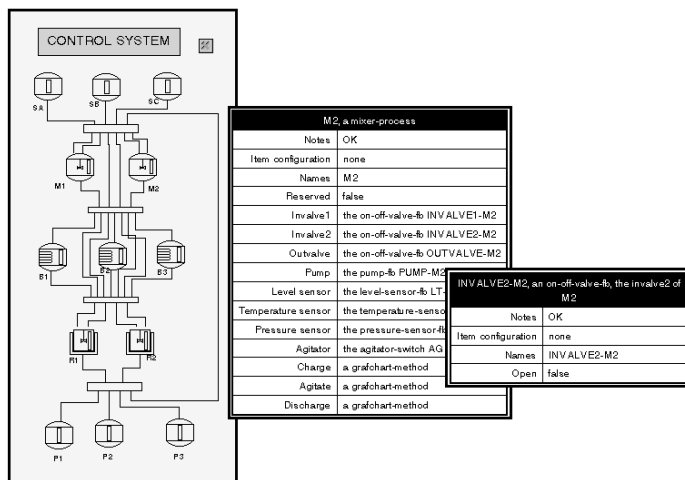 CONTROL SYSTEM
SA
SB
SC
M1
M2
B1
B2
B3
R1
R2
P1
P2
P3
M2, a mixer-process
Notes OK
Item configuration none
Names M2
Reserved false
Invalve1 the on-off-valve-fb INVALVE1-M2
Invalve2 the on-off-valve-fb INVALVE2-M2
Outvalve the on-off-valve-fb OUTVALVE-M2
Pump the pump-fb PUMP-M2
Level sensor the level-sensor-fb LT-
Temperature sensor the temperature-senso
Pressure sensor the pressure-sensor-fb
Agitator the agitator-switch AG
Charge a grafchart-method
Agitate a grafchart-method
Discharge a grafchart-method
INVALVE2-M2, an on-off-valve-fb, the invalve2 of
M2
Notes OK
Item configuration none
Names INVALVE2-M2
Open false